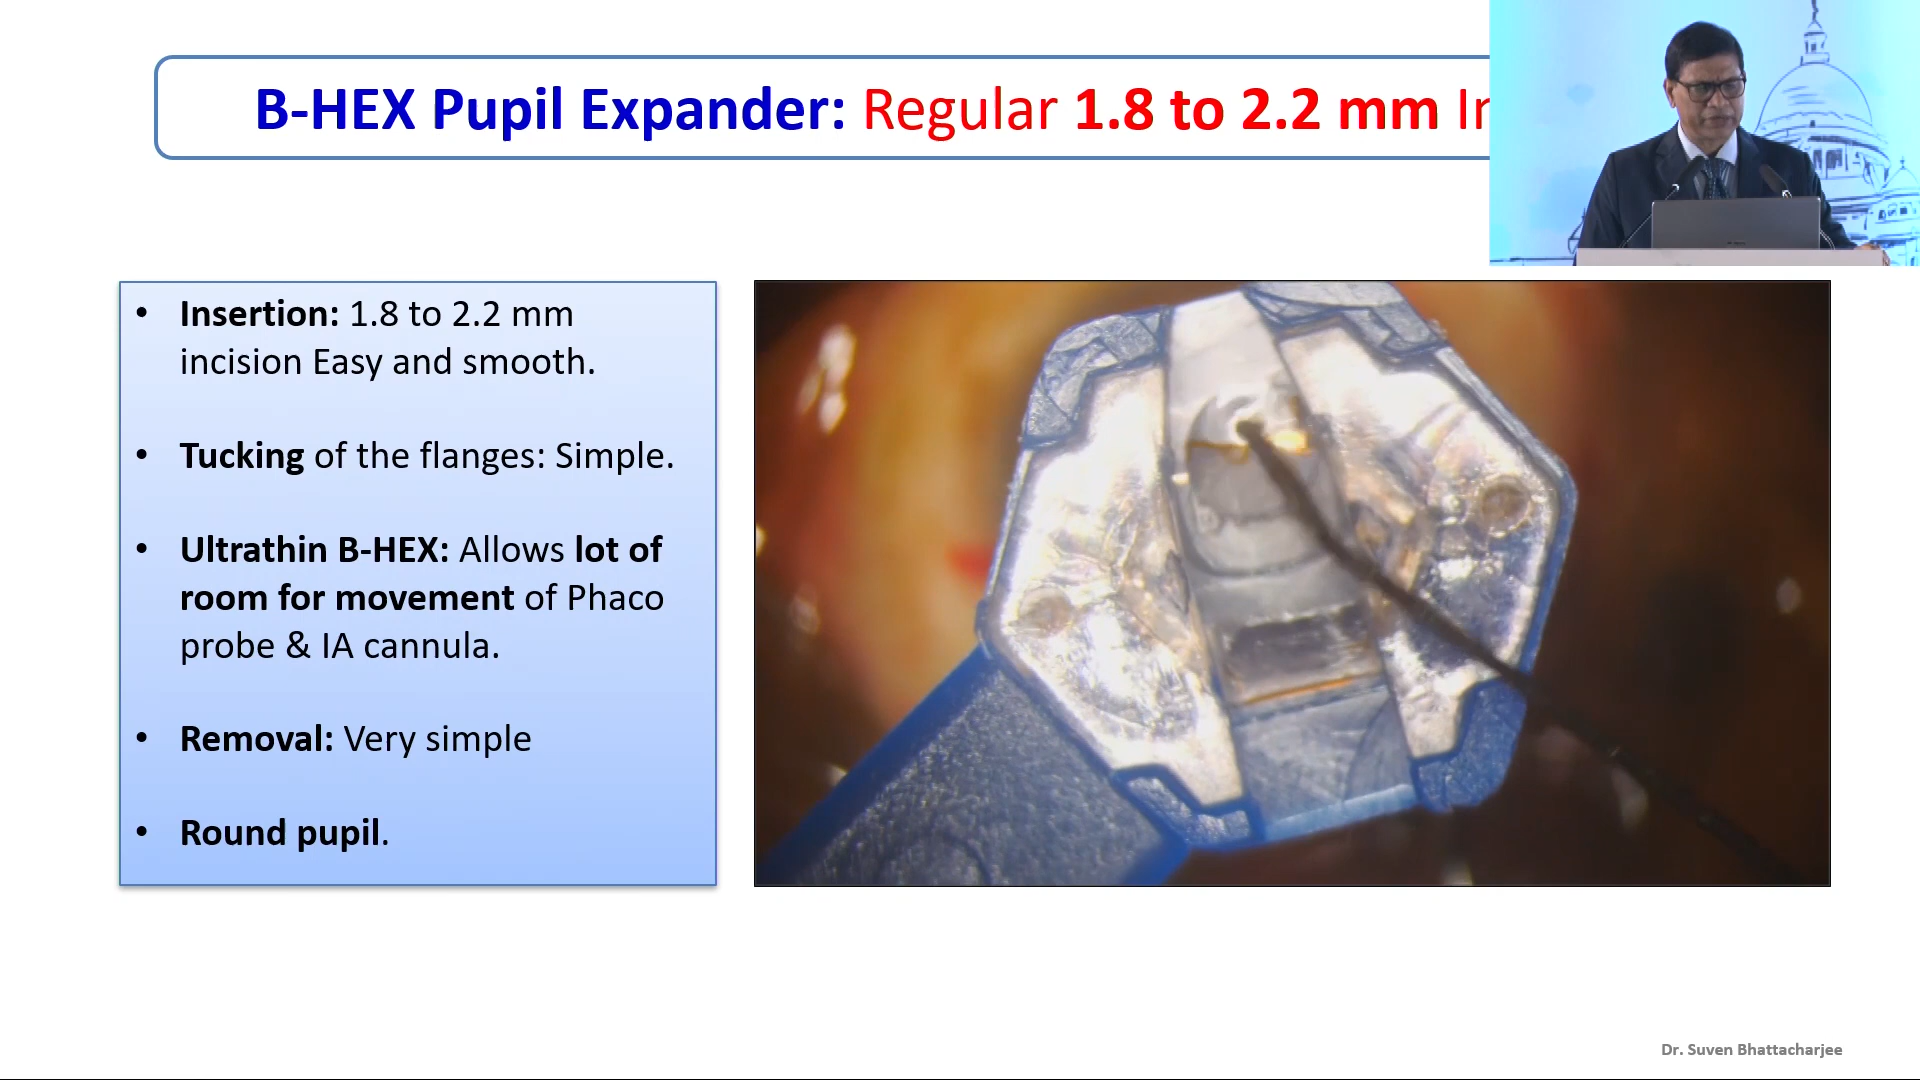 B-HEX Pupil Expander: Regular 1.8 to 2.2 mm
• Insertion: 1.8 to 2.2 mm
incision Easy and smooth.
• Tucking of the flanges: Simple.
• Ultrathin B-HEX: Allows lot of
room for movement of Phaco
probe & IA cannula.
• Removal: Very simple
• Round pupil.
Dr. Suven Bhattacharjee